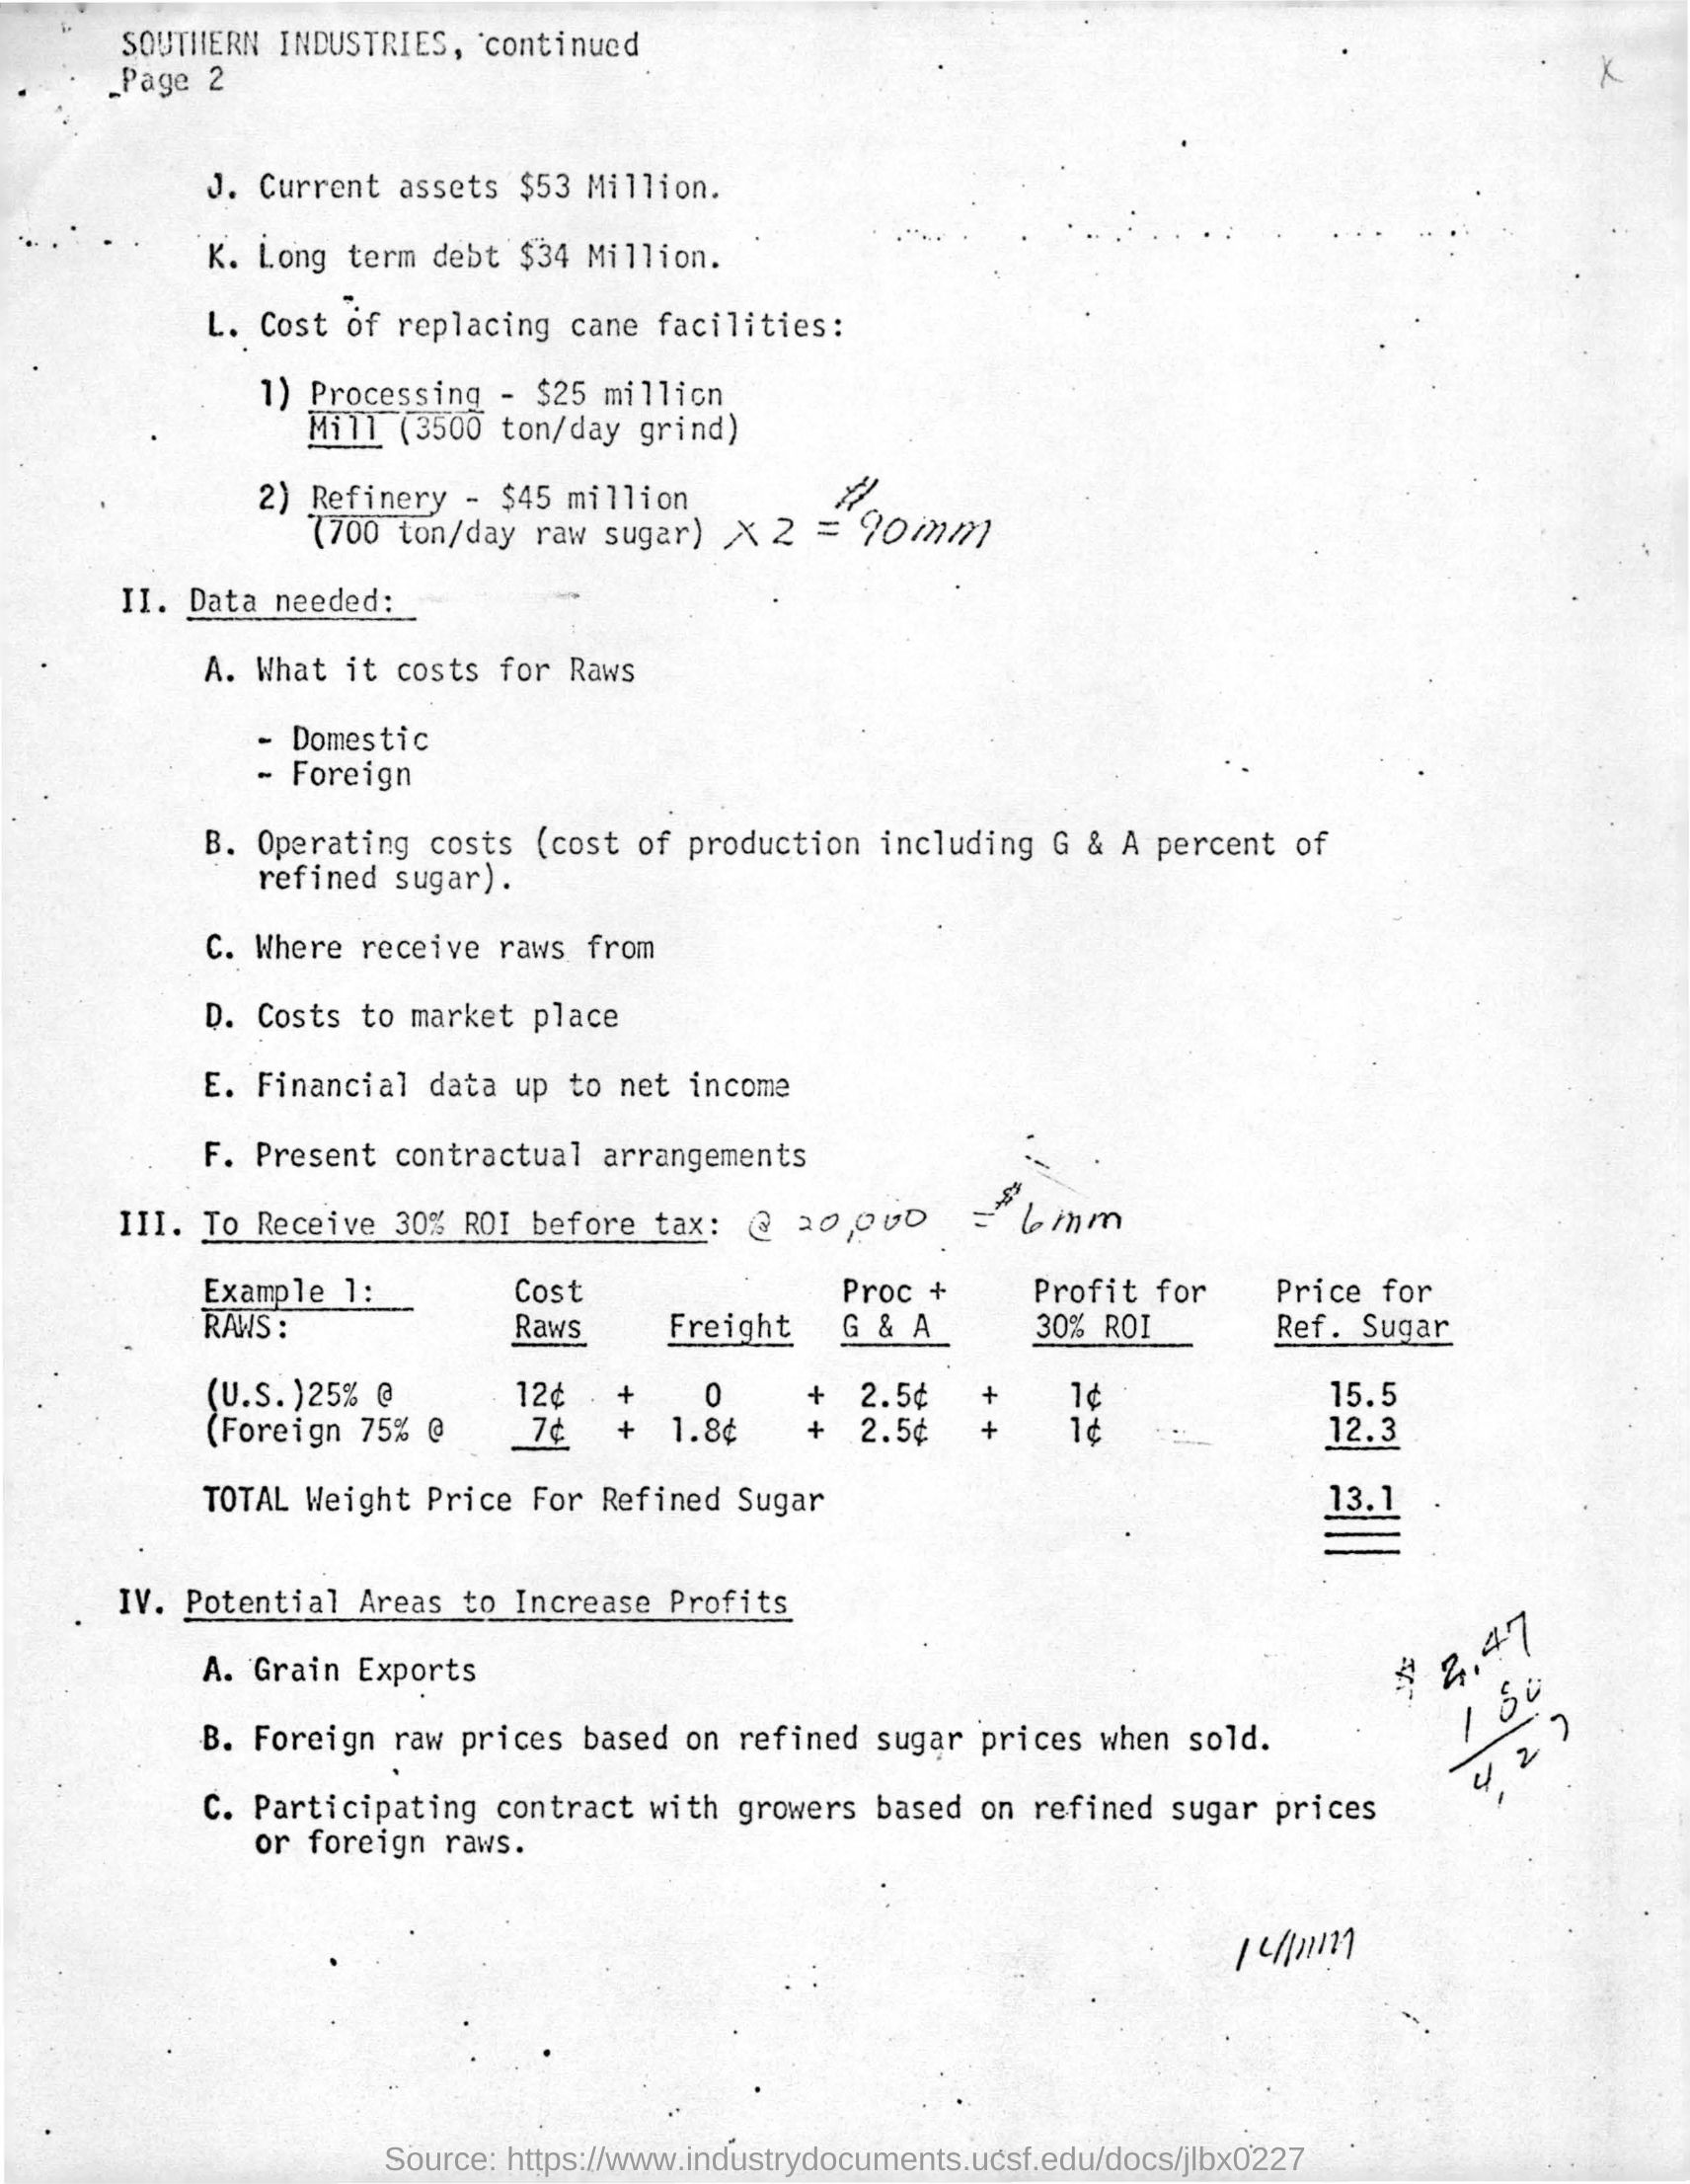 SOUTHERN INDUSTRIES, continued
Page 2
J. Current assets $53 Million.
K. Long term debt $34 Million.
L. Cost of replacing cane facilities:
1) Processing - $25 million
Mill (3500 ton/day grind)
2) Refinery - $45 million
(700 ton/day raw sugar) X 2 = $90mm
II. Data needed:
A. What it costs for Raws
- Domestic
- Foreign
B. Operating costs (cost of production including G & A percent of
refined sugar).
C. Where receive raws from
D. Costs to market place
E. Financial data up to net income
F. Present contractual arrangements
III. To Receive 30% ROI before tax: @ 20,000 = $6mm
Example 1: Cost Proc + Profit for Price for
RAWS: Raws Freight G & A 30% ROI Ref. Sugar
(U.S.)25% @ 12¢ + 0 + 2.5¢ + 1¢ 15.5
(Foreign 75% @ 7¢ + 1.8¢ + 2.5¢ + 1¢ 12.3
TOTAL Weight Price For Refined Sugar 13.1
IV. Potential Areas to Increase Profits
A. Grain Exports
$ 2.47
1 80
4.27
B. Foreign raw prices based on refined sugar prices when sold.
C. Participating contract with growers based on refined sugar prices
or foreign raws.
Source: https://www.industrydocuments.ucsf.edu/docs/jlbx0227